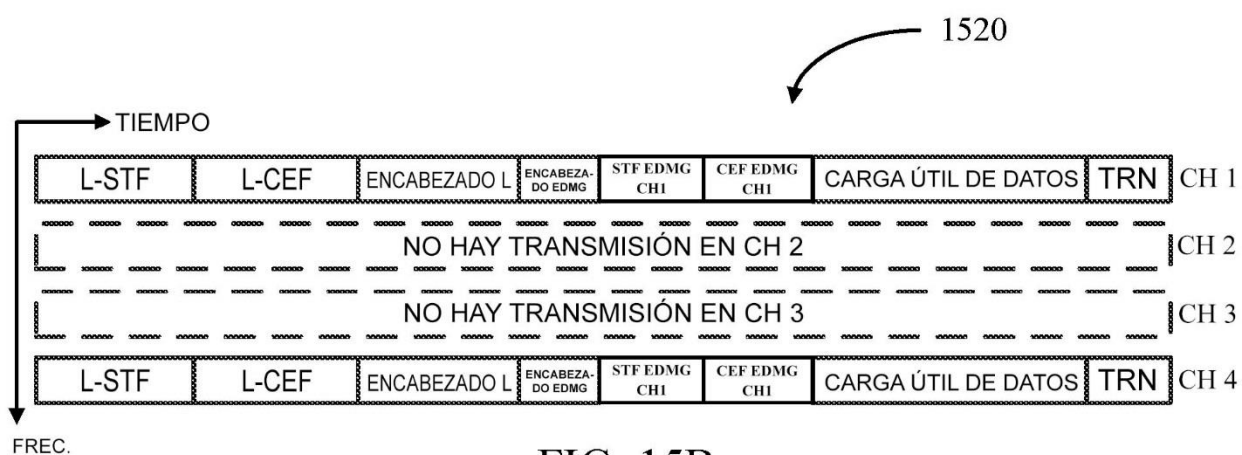 1520
TIEMPO
L-STF L-CEF ENCABEZADO L ENCABEZA-
DO EDMG STF EDMG
CH1 CEF EDMG
CH1 CARGA ÚTIL DE DATOS TRN CH 1
NO HAY TRANSMISIÓN EN CH 2 CH 2
NO HAY TRANSMISIÓN EN CH 3 CH 3
L-STF L-CEF ENCABEZADO L ENCABEZA-
DO EDMG STF EDMG
CH1 CEF EDMG
CH1 CARGA ÚTIL DE DATOS TRN CH 4
FREC.
FIG. 15B